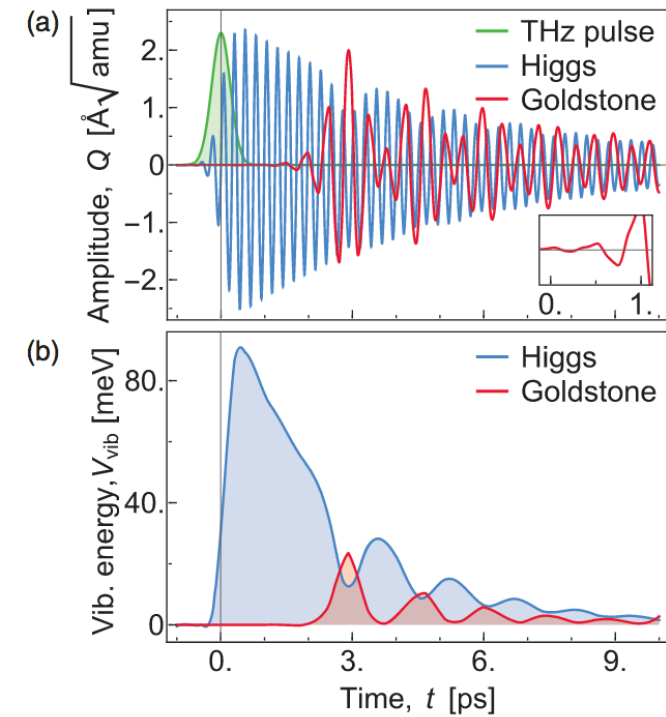 (a)
Amplitude, Q [Å√amu]
2.
1.
0
−1.
−2.
THz pulse
Higgs
Goldstone
0. 1.
(b)
Vib. energy, Vvib [meV]
80.
40.
0
Higgs
Goldstone
0. 3. 6. 9.
Time, t [ps]